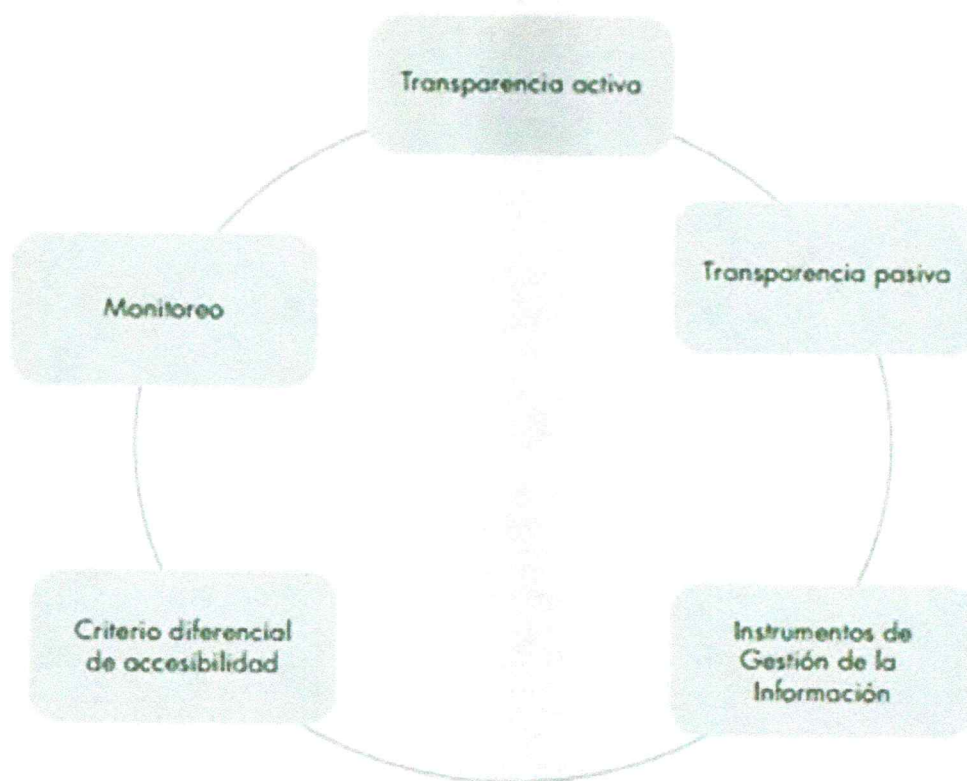 Transparencia activa
Transparencia pasiva
Instrumentos de
Gestión de la
Información
Criterio diferencial
de accesibilidad
Monitoreo